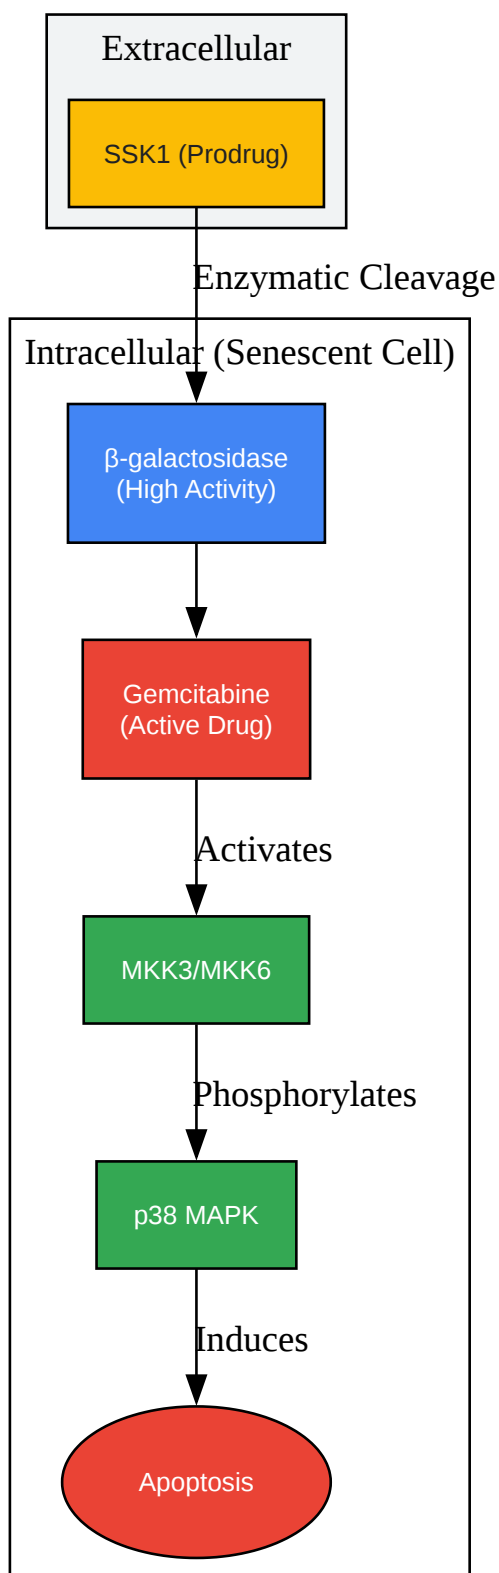 Extracellular
SSK1 (Prodrug)
Enzymatic Cleavage
Intracellular (Senescent Cell)
β-galactosidase
(High Activity)
Gemcitabine
(Active Drug)
Activates
MKK3/MKK6
Phosphorylates
p38 MAPK
Induces
Apoptosis